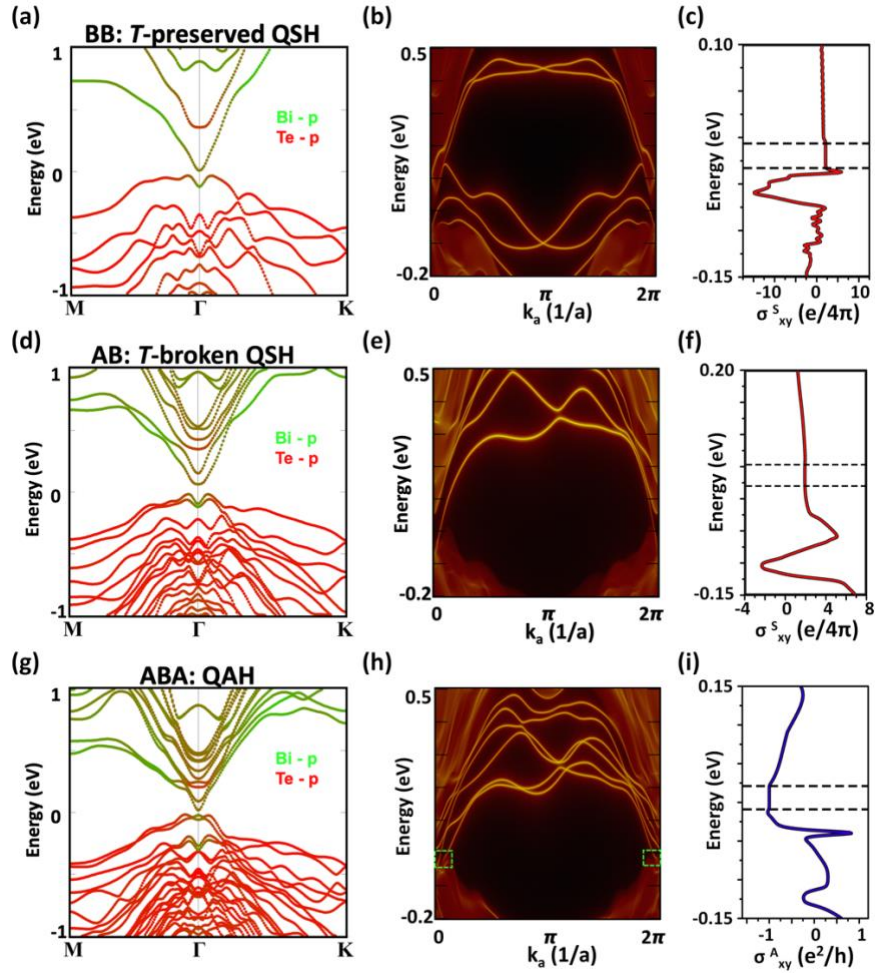 (a)
BB: T-preserved QSH
1
0
-1
Energy (eV)
Bi - p
Te - p
M Γ K
(b)
0.5
-0.2
Energy (eV)
0 π 2π
kₐ (1/a)
(c)
0.10
-0.15
Energy (eV)
-10 0 10
σˢxy (e/4π)
(d)
AB: T-broken QSH
1
0
-1
Energy (eV)
Bi - p
Te - p
M Γ K
(e)
0.5
-0.2
Energy (eV)
0 π 2π
kₐ (1/a)
(f)
0.20
-0.15
Energy (eV)
-4 0 4 8
σˢxy (e/4π)
(g)
ABA: QAH
1
0
-1
Energy (eV)
Bi - p
Te - p
M Γ K
(h)
0.5
-0.2
Energy (eV)
0 π 2π
kₐ (1/a)
(i)
0.15
-0.15
Energy (eV)
-1 0 1
σᴬxy (e²/h)